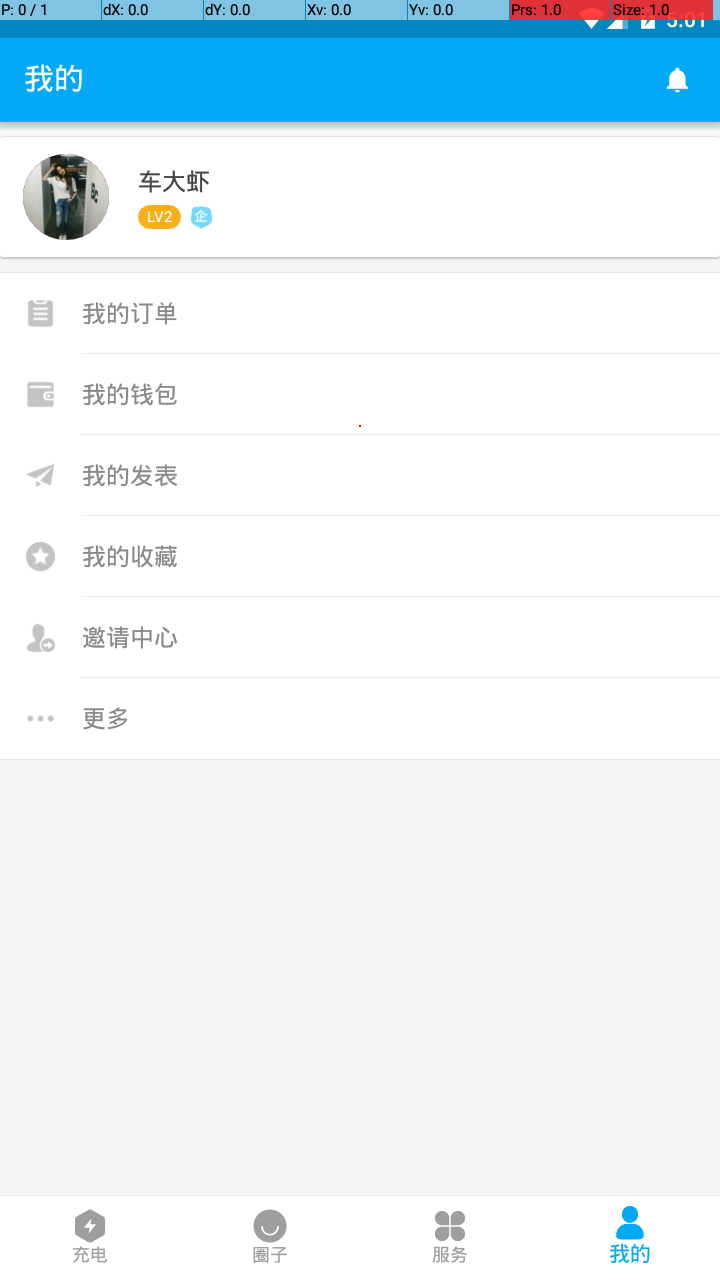 P: 0 / 1 dX: 0.0 dY: 0.0 Xv: 0.0 Yv: 0.0 Prs: 1.0 Size: 1.0
5:01
我的
车大虾
LV2 企
我的订单
我的钱包
我的发表
我的收藏
邀请中心
更多
充电 圈子 服务 我的